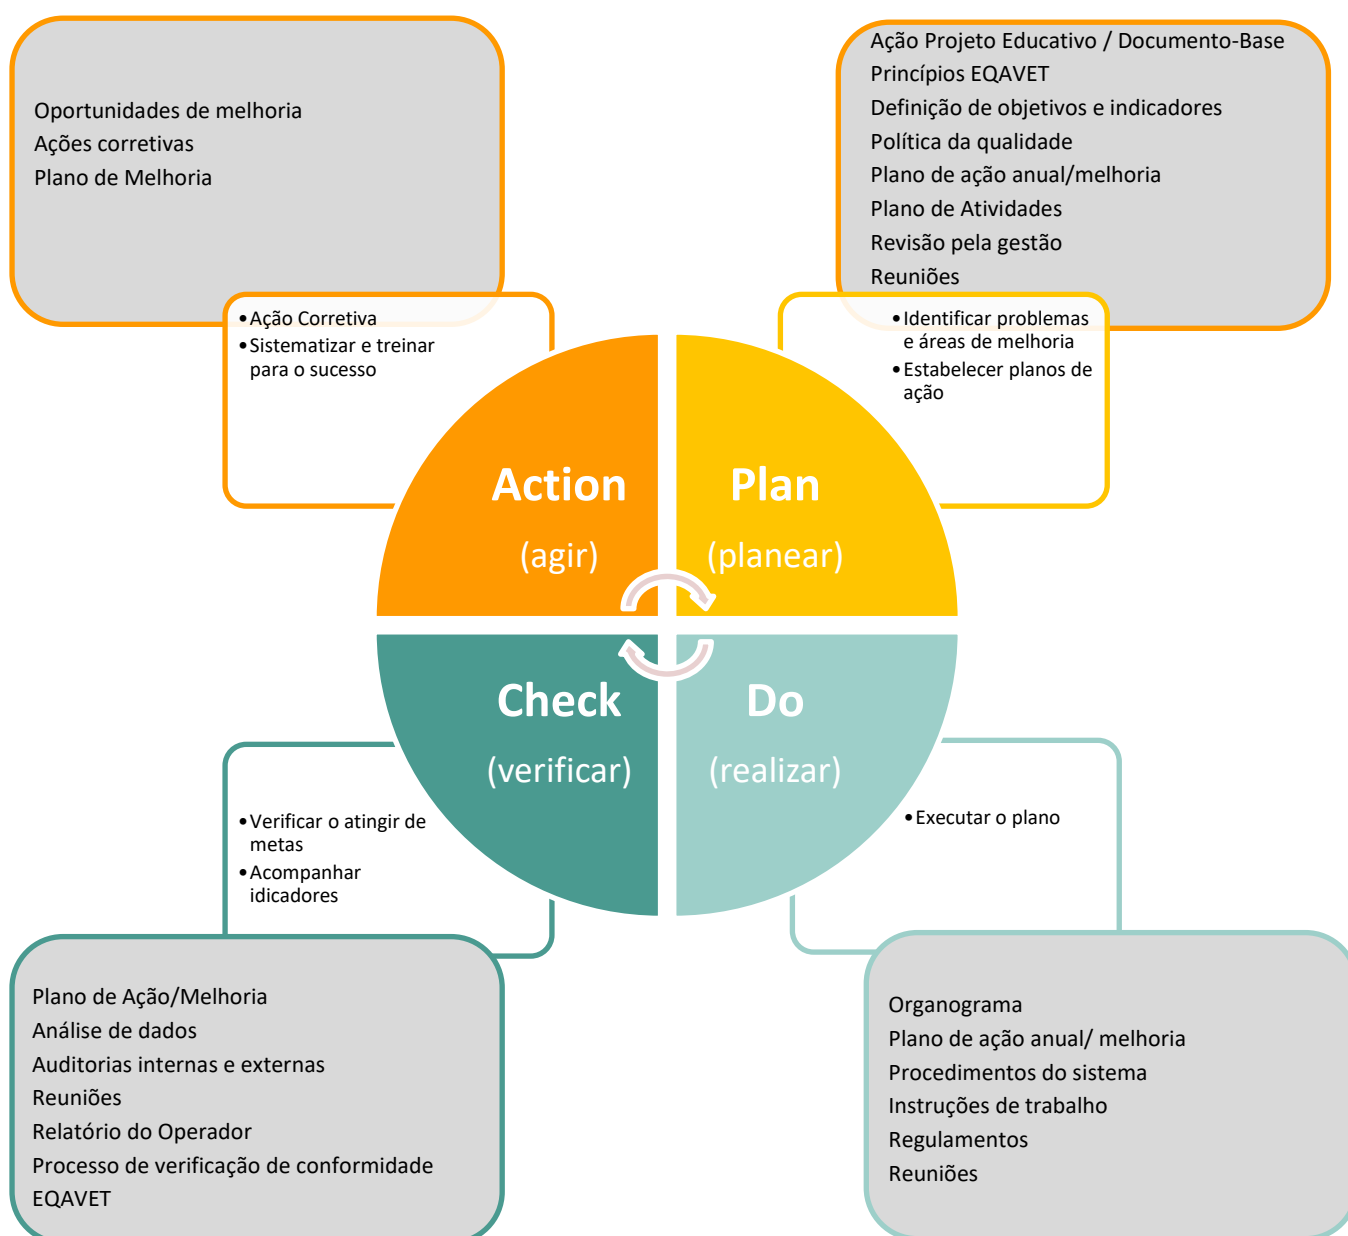 Oportunidades de melhoria
Ações corretivas
Plano de Melhoria
Ação Projeto Educativo / Documento-Base
Princípios EQAVET
Definição de objetivos e indicadores
Política da qualidade
Plano de ação anual/melhoria
Plano de Atividades
Revisão pela gestão
Reuniões
•Ação Corretiva
•Sistematizar e treinar
para o sucesso
•Identificar problemas
e áreas de melhoria
•Estabelecer planos de
ação
Action
(agir)
Plan
(planear)
Check
(verificar)
Do
(realizar)
•Verificar o atingir de
metas
•Acompanhar
idicadores
•Executar o plano
Plano de Ação/Melhoria
Análise de dados
Auditorias internas e externas
Reuniões
Relatório do Operador
Processo de verificação de conformidade
EQAVET
Organograma
Plano de ação anual/ melhoria
Procedimentos do sistema
Instruções de trabalho
Regulamentos
Reuniões